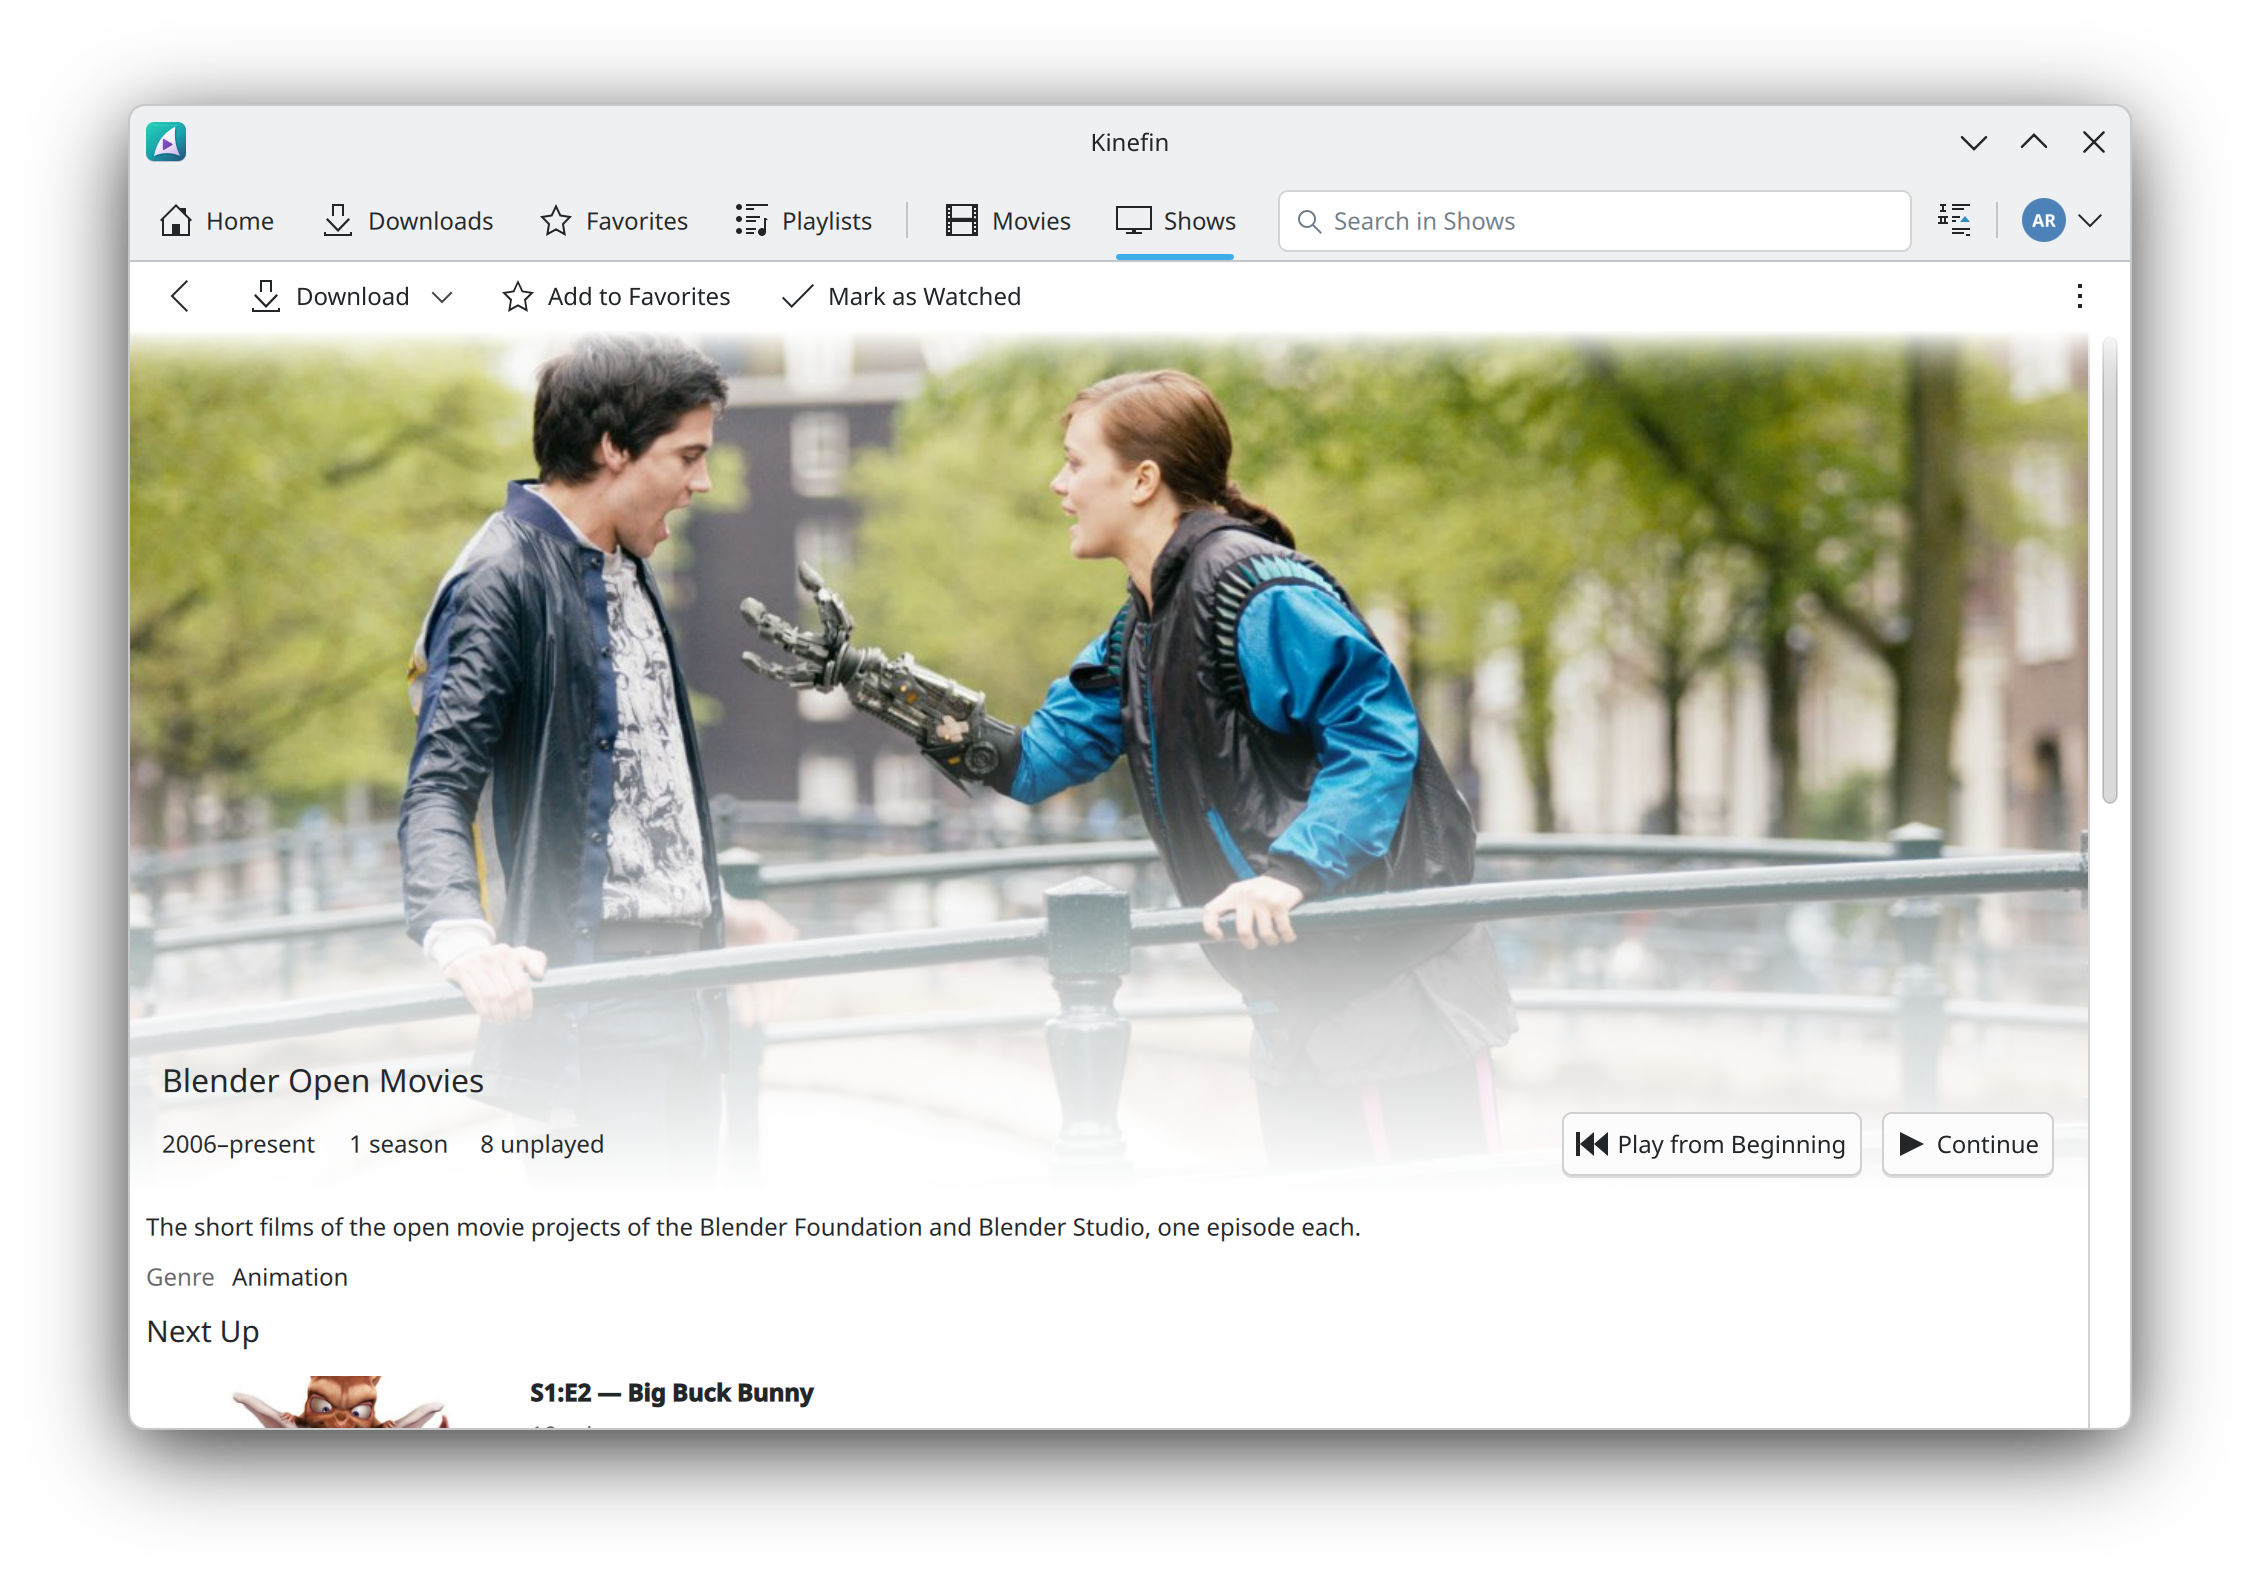 Kinefin
Home Downloads Favorites Playlists Movies Shows Search in Shows AR
Download Add to Favorites Mark as Watched
Blender Open Movies
2006–present 1 season 8 unplayed Play from Beginning Continue
The short films of the open movie projects of the Blender Foundation and Blender Studio, one episode each.
Genre Animation
Next Up
S1:E2 — Big Buck Bunny